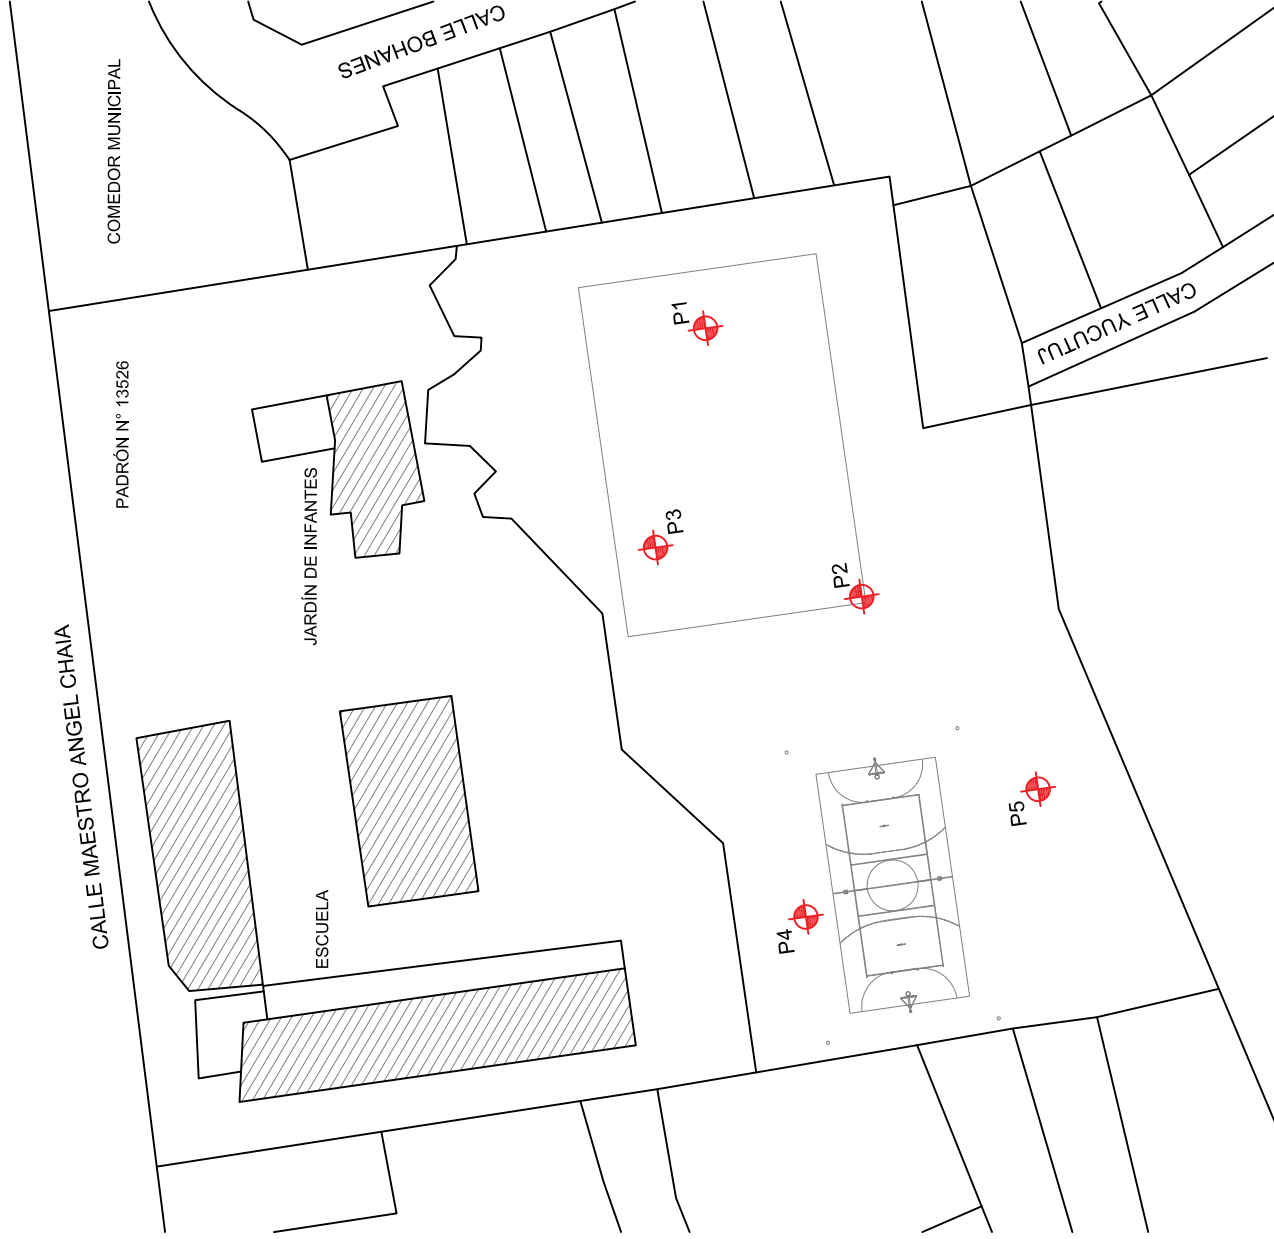 CALLE BOHANES
COMEDOR MUNICIPAL
CALLE YUCUTUJ
P1
PADRÓN N° 13526
JARDÍN DE INFANTES
P3
P2
CALLE MAESTRO ANGEL CHAIA
P5
ESCUELA
P4